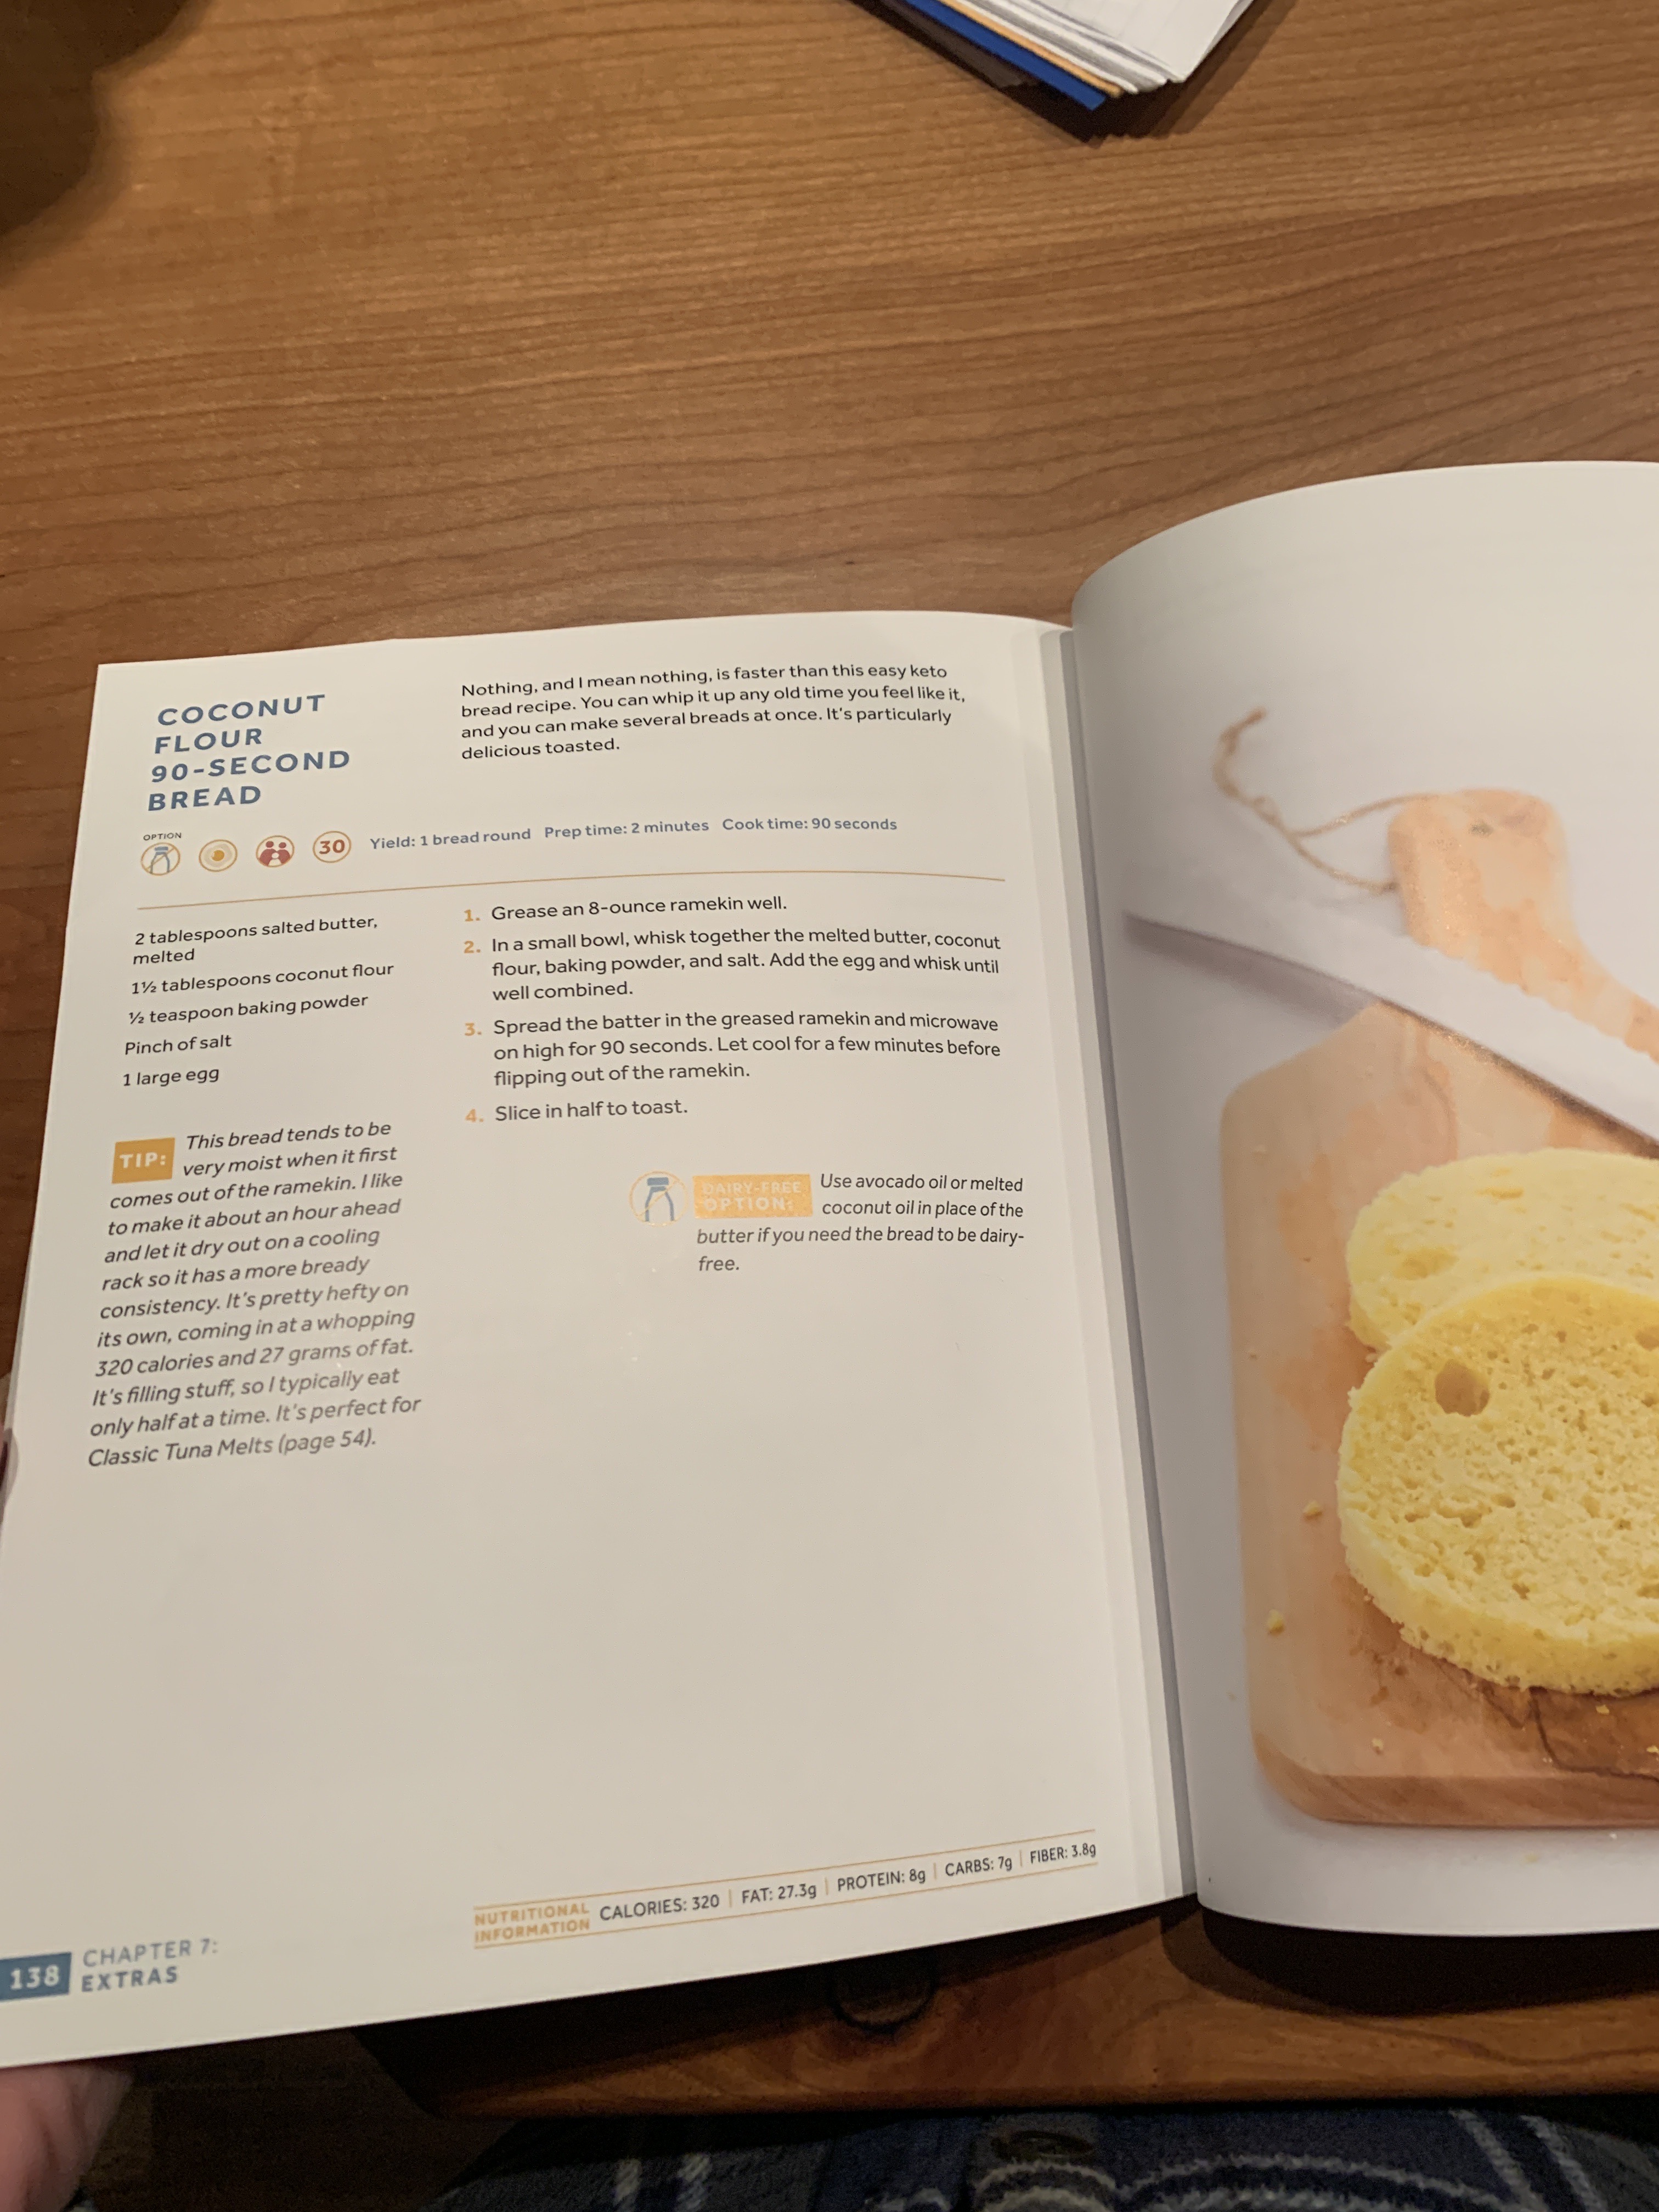 COCONUT
FLOUR
90-SECOND
BREAD
Nothing, and I mean nothing, is faster than this easy keto
bread recipe. You can whip it up any old time you feel like it,
and you can make several breads at once. It's particularly
delicious toasted.
OPTION
30
Yield: 1 bread round Prep time: 2 minutes Cook time: 90 seconds
2 tablespoons salted butter,
melted
1½ tablespoons coconut flour
½ teaspoon baking powder
Pinch of salt
1 large egg
TIP: This bread tends to be
very moist when it first
comes out of the ramekin. I like
to make it about an hour ahead
and let it dry out on a cooling
rack so it has a more bready
consistency. It's pretty hefty on
its own, coming in at a whopping
320 calories and 27 grams of fat.
It's filling stuff, so I typically eat
only half at a time. It's perfect for
Classic Tuna Melts (page 54).
1. Grease an 8-ounce ramekin well.
2. In a small bowl, whisk together the melted butter, coconut
flour, baking powder, and salt. Add the egg and whisk until
well combined.
3. Spread the batter in the greased ramekin and microwave
on high for 90 seconds. Let cool for a few minutes before
flipping out of the ramekin.
4. Slice in half to toast.
DAIRY-FREE
OPTION:
Use avocado oil or melted
coconut oil in place of the
butter if you need the bread to be dairy-
free.
NUTRITIONAL
INFORMATION
CALORIES: 320 | FAT: 27.3g | PROTEIN: 8g | CARBS: 7g | FIBER: 3.8g
138
CHAPTER 7:
EXTRAS